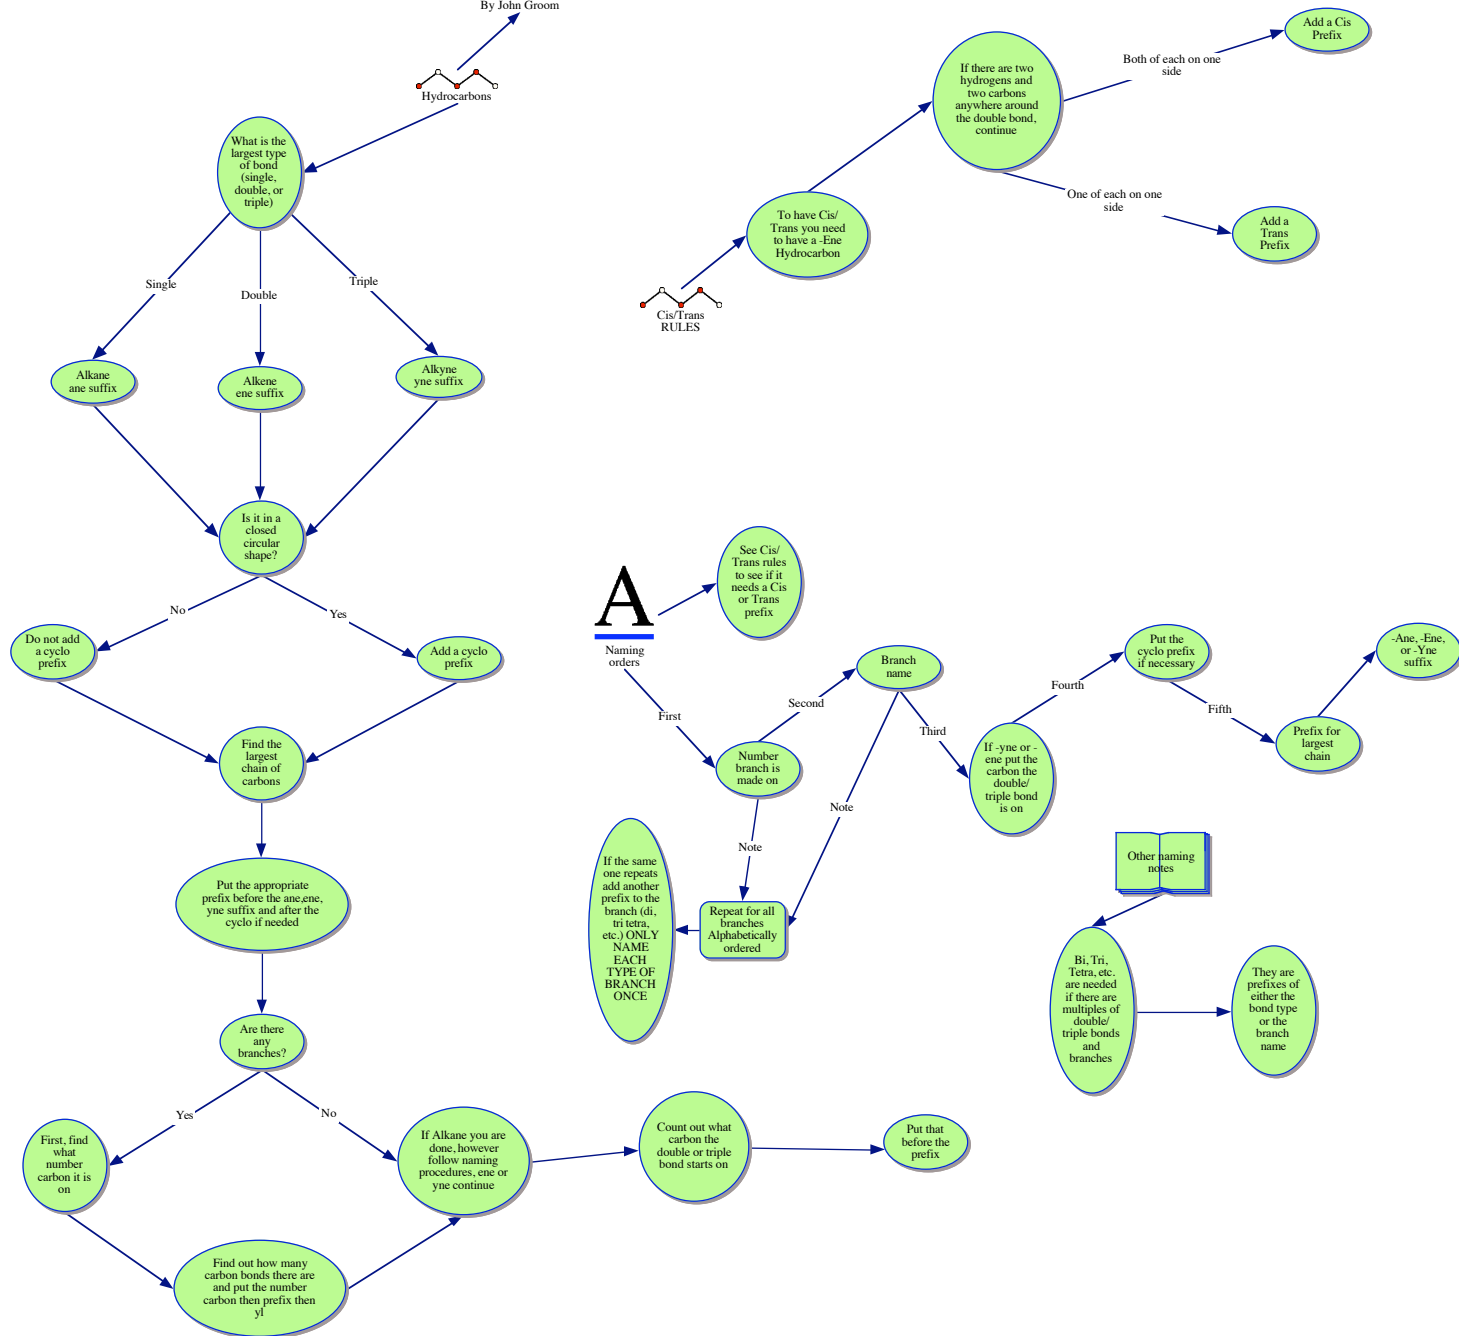 By John Groom
Hydrocarbons
What is the
largest type
of bond
(single,
double, or
triple)
Single
Double
Triple
Alkane
ane suffix
Alkene
ene suffix
Alkyne
yne suffix
Is it in a
closed
circular
shape?
No
Yes
Do not add
a cyclo
prefix
Add a cyclo
prefix
Find the
largest
chain of
carbons
Put the appropriate
prefix before the ane,ene,
yne suffix and after the
cyclo if needed
Are there
any
branches?
Yes
No
First, find
what
number
carbon it is
on
Find out how many
carbon bonds there are
and put the number
carbon then prefix then
yl
If Alkane you are
done, however
follow naming
procedures, ene or
yne continue
Count out what
carbon the
double or triple
bond starts on
Put that
before the
prefix
Cis/Trans
RULES
To have Cis/
Trans you need
to have a -Ene
Hydrocarbon
If there are two
hydrogens and
two carbons
anywhere around
the double bond,
continue
Both of each on one
side
Add a Cis
Prefix
One of each on one
side
Add a
Trans
Prefix
A
Naming
orders
See Cis/
Trans rules
to see if it
needs a Cis
or Trans
prefix
First
Number
branch is
made on
Second
Branch
name
Note
Note
Repeat for all
branches
Alphabetically
ordered
If the same
one repeats
add another
prefix to the
branch (di,
tri tetra,
etc.) ONLY
NAME
EACH
TYPE OF
BRANCH
ONCE
Third
If -yne or -
ene put the
carbon the
double/
triple bond
is on
Fourth
Put the
cyclo prefix
if necessary
Fifth
Prefix for
largest
chain
-Ane, -Ene,
or -Yne
suffix
Other naming
notes
Bi, Tri,
Tetra, etc.
are needed
if there are
multiples of
double/
triple bonds
and
branches
They are
prefixes of
either the
bond type
or the
branch
name